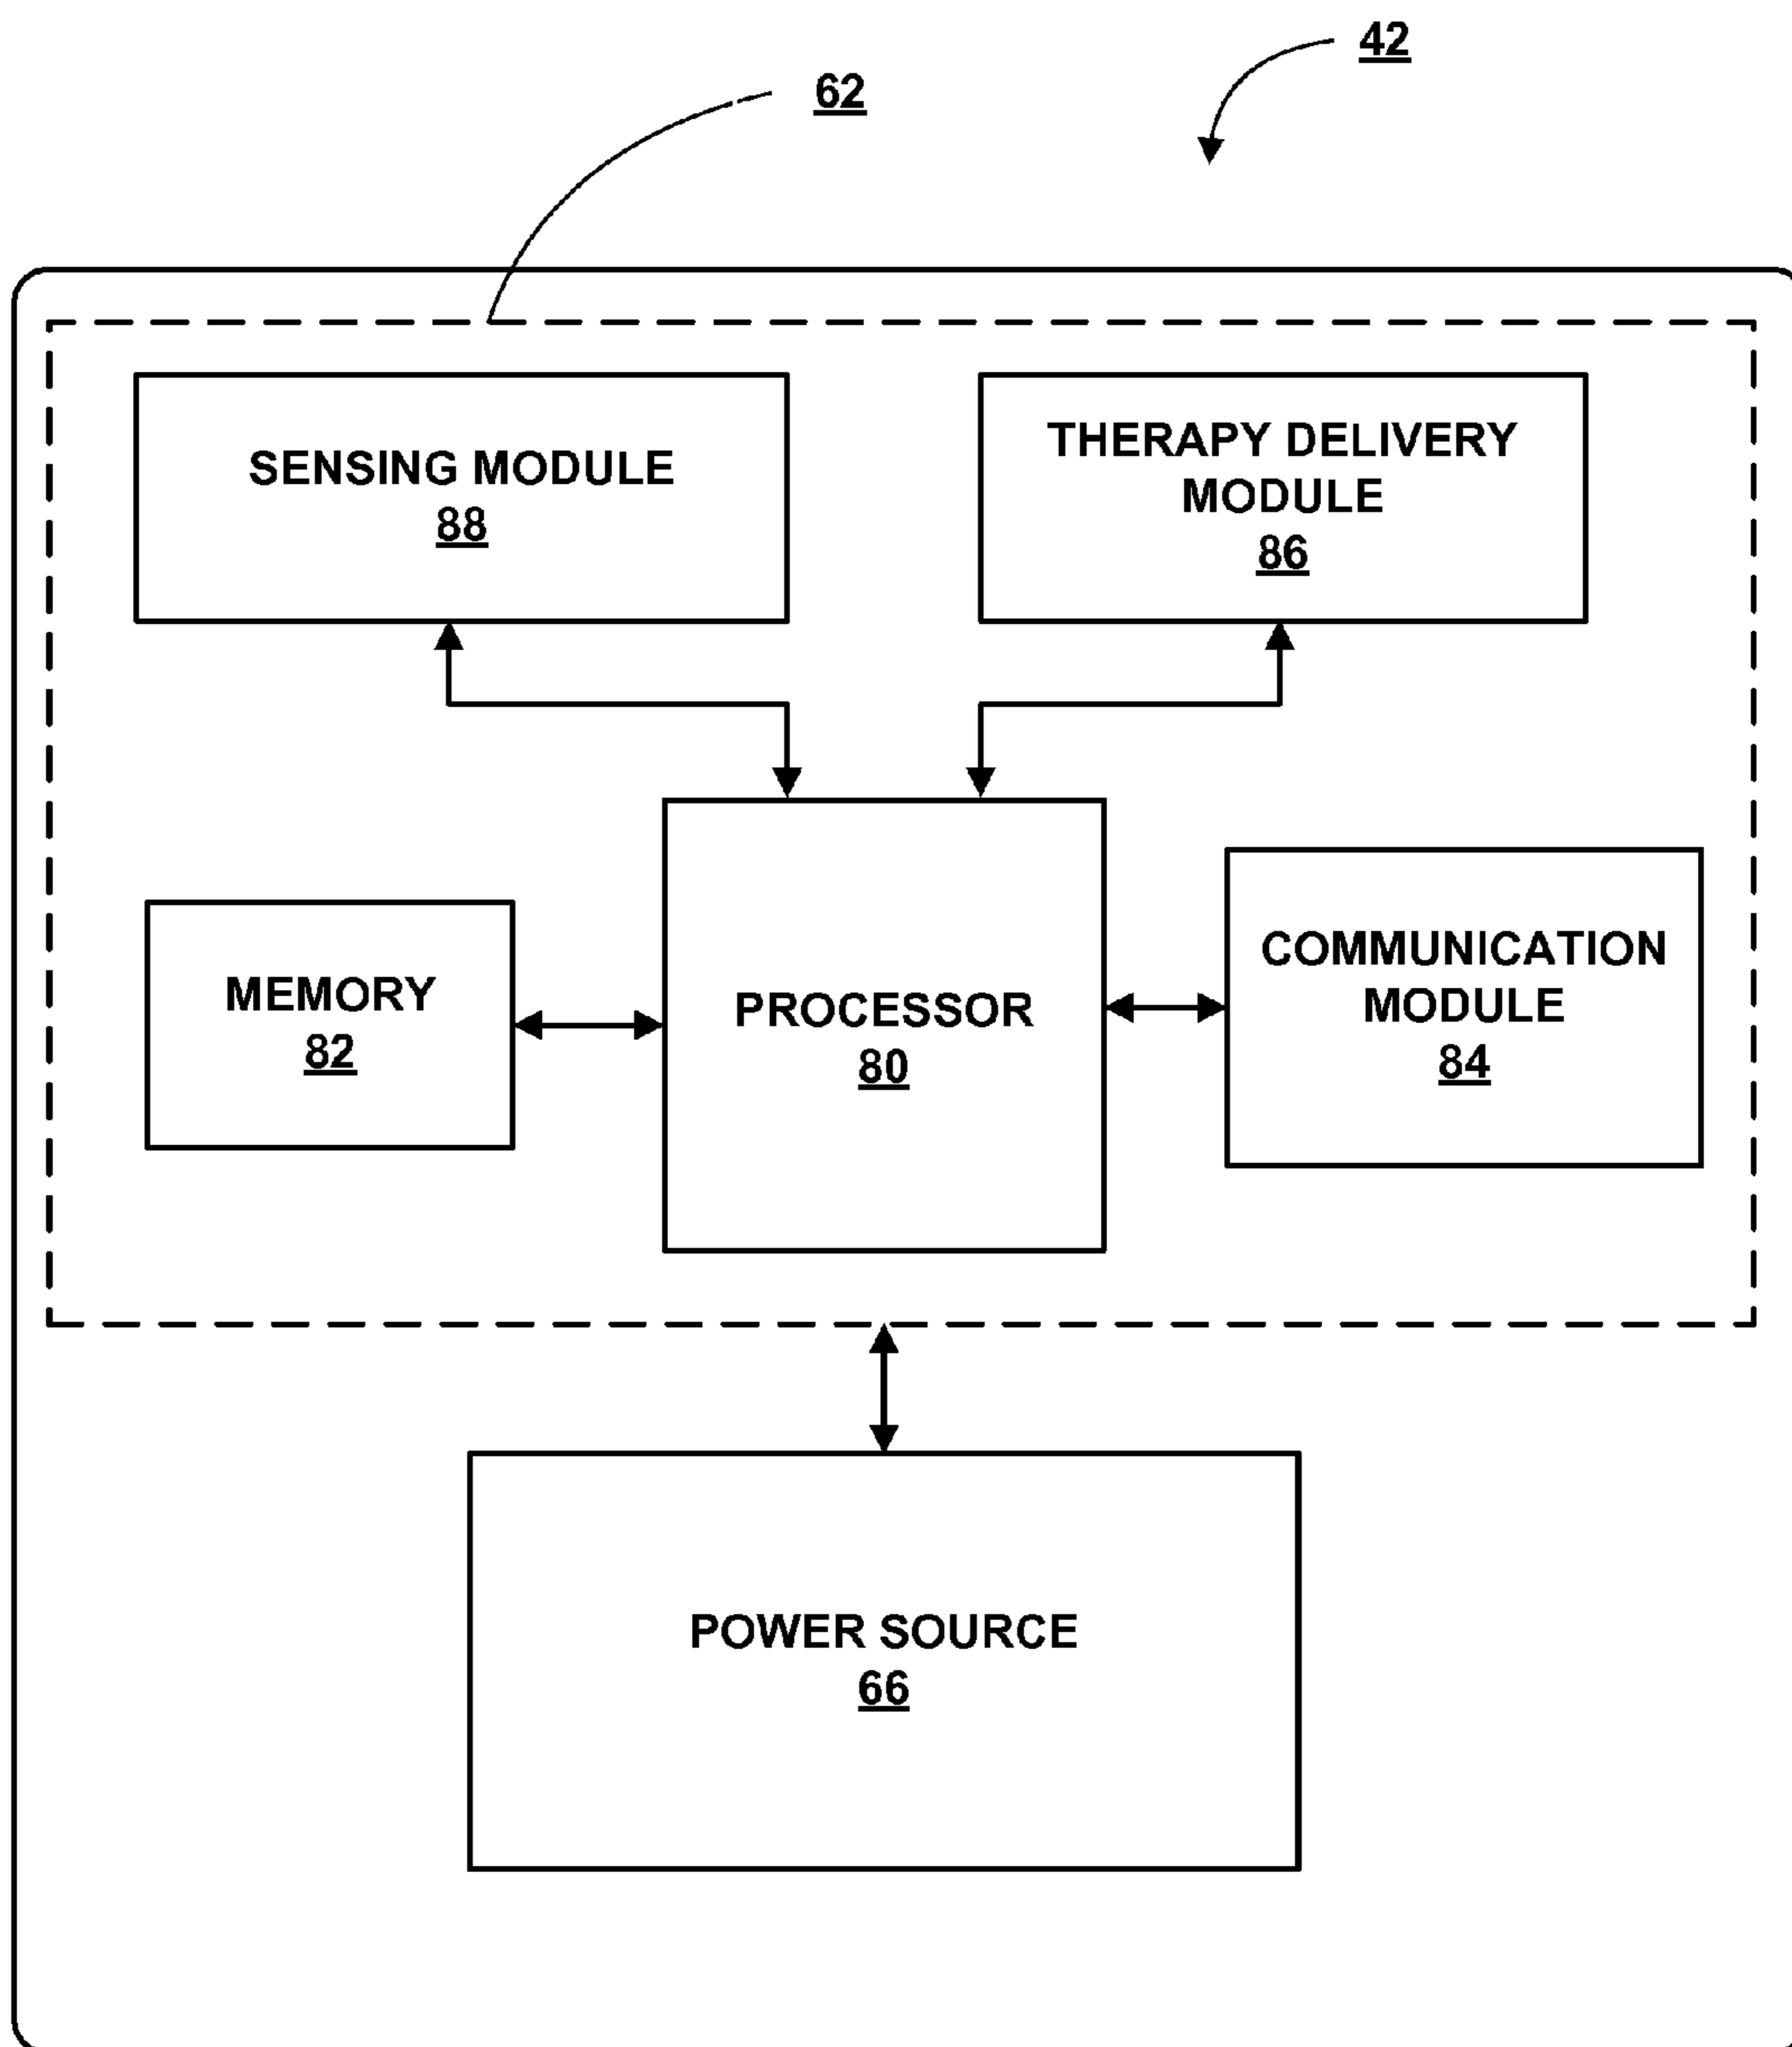 42
62
SENSING MODULE
88
THERAPY DELIVERY
MODULE
86
MEMORY
82
PROCESSOR
80
COMMUNICATION
MODULE
84
POWER SOURCE
66